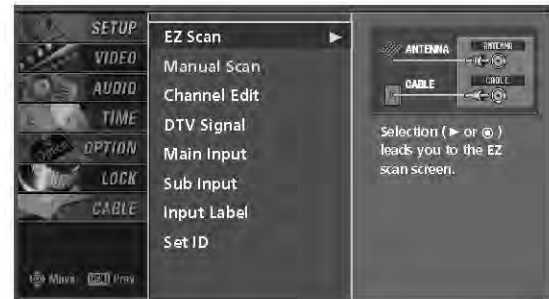 SETUP
VIDEO
AUDIO
TIME
OPTION
LOCK
CABLE
Move Prev
EZ Scan ►
Manual Scan
Channel Edit
DTV Signal
Main Input
Sub Input
Input Label
Set ID
ANTENNA ANTENNA
CABLE CABLE
Selection ( ► or ◉ )
leads you to the EZ
scan screen.